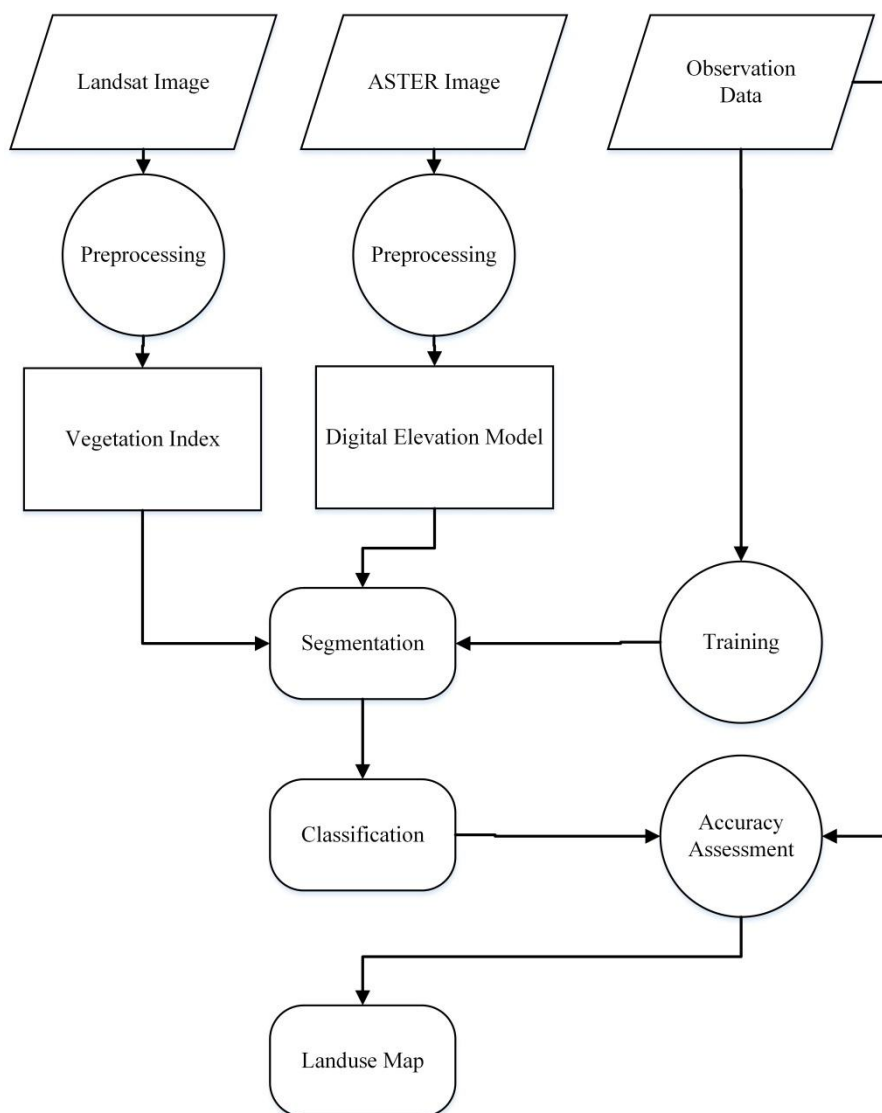 Landsat Image
ASTER Image
Observation
Data
Preprocessing
Preprocessing
Vegetation Index
Digital Elevation Model
Segmentation
Training
Classification
Accuracy
Assessment
Landuse Map